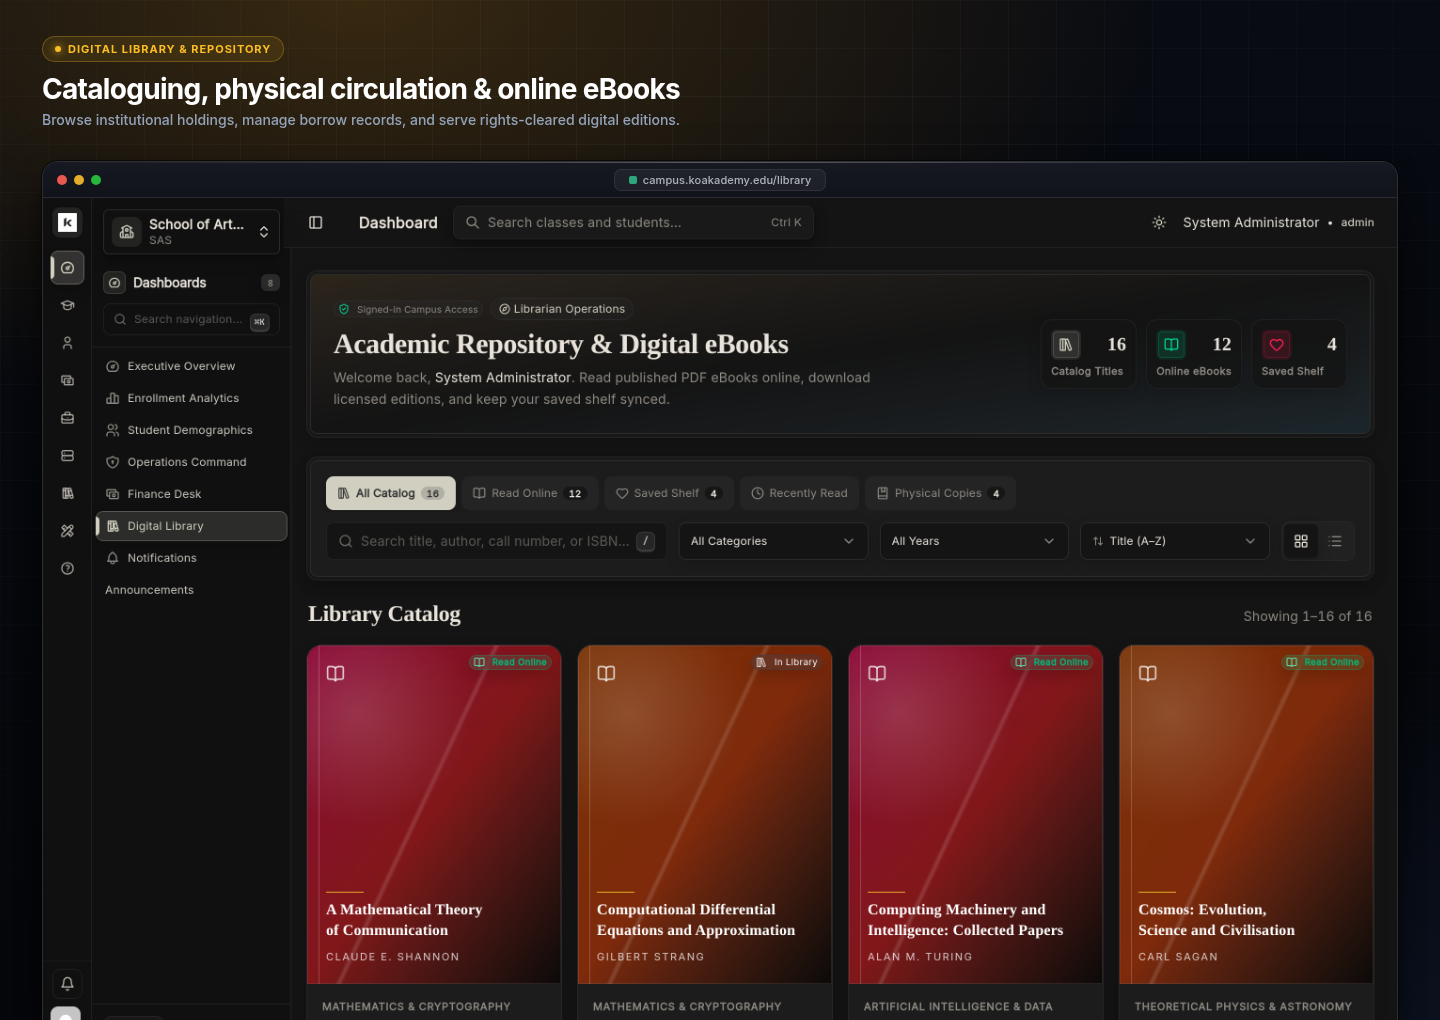 DIGITAL LIBRARY & REPOSITORY
Cataloguing, physical circulation & online eBooks
Browse institutional holdings, manage borrow records, and serve rights-cleared digital editions.
campus.koakademy.edu/library
K
School of Art...
SAS
Dashboards 8
Search navigation... ⌘K
Executive Overview
Enrollment Analytics
Student Demographics
Operations Command
Finance Desk
Digital Library
Notifications
Announcements
Dashboard
Search classes and students... Ctrl K
System Administrator • admin
Signed-in Campus Access
Librarian Operations
Academic Repository & Digital eBooks
Welcome back, System Administrator. Read published PDF eBooks online, download
licensed editions, and keep your saved shelf synced.
16
Catalog Titles
12
Online eBooks
4
Saved Shelf
All Catalog 16
Read Online 12
Saved Shelf 4
Recently Read
Physical Copies 4
Search title, author, call number, or ISBN... /
All Categories
All Years
Title (A–Z)
Library Catalog
Showing 1–16 of 16
Read Online
A Mathematical Theory
of Communication
CLAUDE E. SHANNON
MATHEMATICS & CRYPTOGRAPHY
In Library
Computational Differential
Equations and Approximation
GILBERT STRANG
MATHEMATICS & CRYPTOGRAPHY
Read Online
Computing Machinery and
Intelligence: Collected Papers
ALAN M. TURING
ARTIFICIAL INTELLIGENCE & DATA
Read Online
Cosmos: Evolution,
Science and Civilisation
CARL SAGAN
THEORETICAL PHYSICS & ASTRONOMY